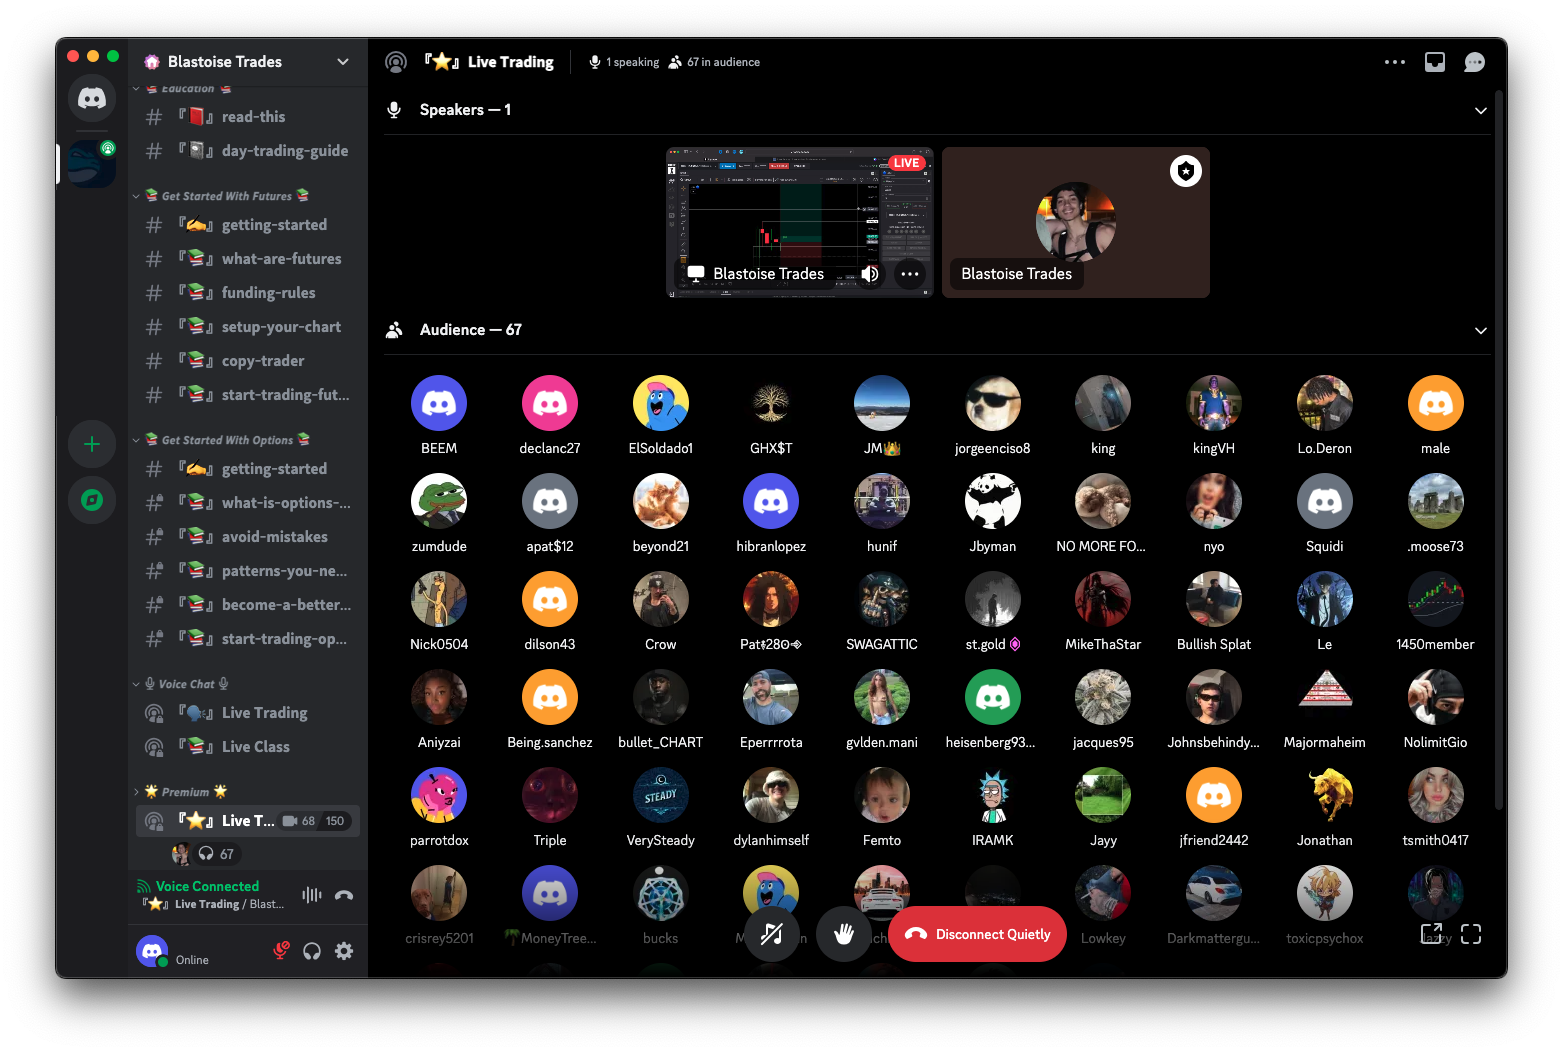 Blastoise Trades
Education
『📕』 read-this
『📓』 day-trading-guide
📚 Get Started With Futures 📚
『✍️』 getting-started
『📚』 what-are-futures
『📚』 funding-rules
『📚』 setup-your-chart
『📚』 copy-trader
『📚』 start-trading-fut...
📚 Get Started With Options 📚
『✍️』 getting-started
『📚』 what-is-options-...
『📚』 avoid-mistakes
『📚』 patterns-you-ne...
『📚』 become-a-better...
『📚』 start-trading-op...
Voice Chat
『🗣️』 Live Trading
『📚』 Live Class
🌟 Premium 🌟
『⭐』 Live T... 68 150
67
Voice Connected
『⭐』 Live Trading / Blast...
Online
『⭐』 Live Trading 1 speaking 67 in audience
Speakers — 1
LIVE
Blastoise Trades
Blastoise Trades
Audience — 67
BEEM declanc27 ElSoldado1 GHX$T JM👑 jorgeenciso8 king kingVH Lo.Deron male
zumdude apat$12 beyond21 hibranlopez hunif Jbyman NO MORE FO... nyo Squidi .moose73
Nick0504 dilson43 Crow SWAGATTIC st.gold MikeThaStar Bullish Splat Le 1450member
Aniyzai Being.sanchez bullet_CHART Eperrrrota gvlden.mani heisenberg93... jacques95 Johnsbehindy... Majormaheim NolimitGio
STEADY
parrotdox Triple VerySteady dylanhimself Femto IRAMK Jayy jfriend2442 Jonathan tsmith0417
crisrey5201 🌴MoneyTree... bucks Lowkey Darkmattergu... toxicpsychox
Disconnect Quietly